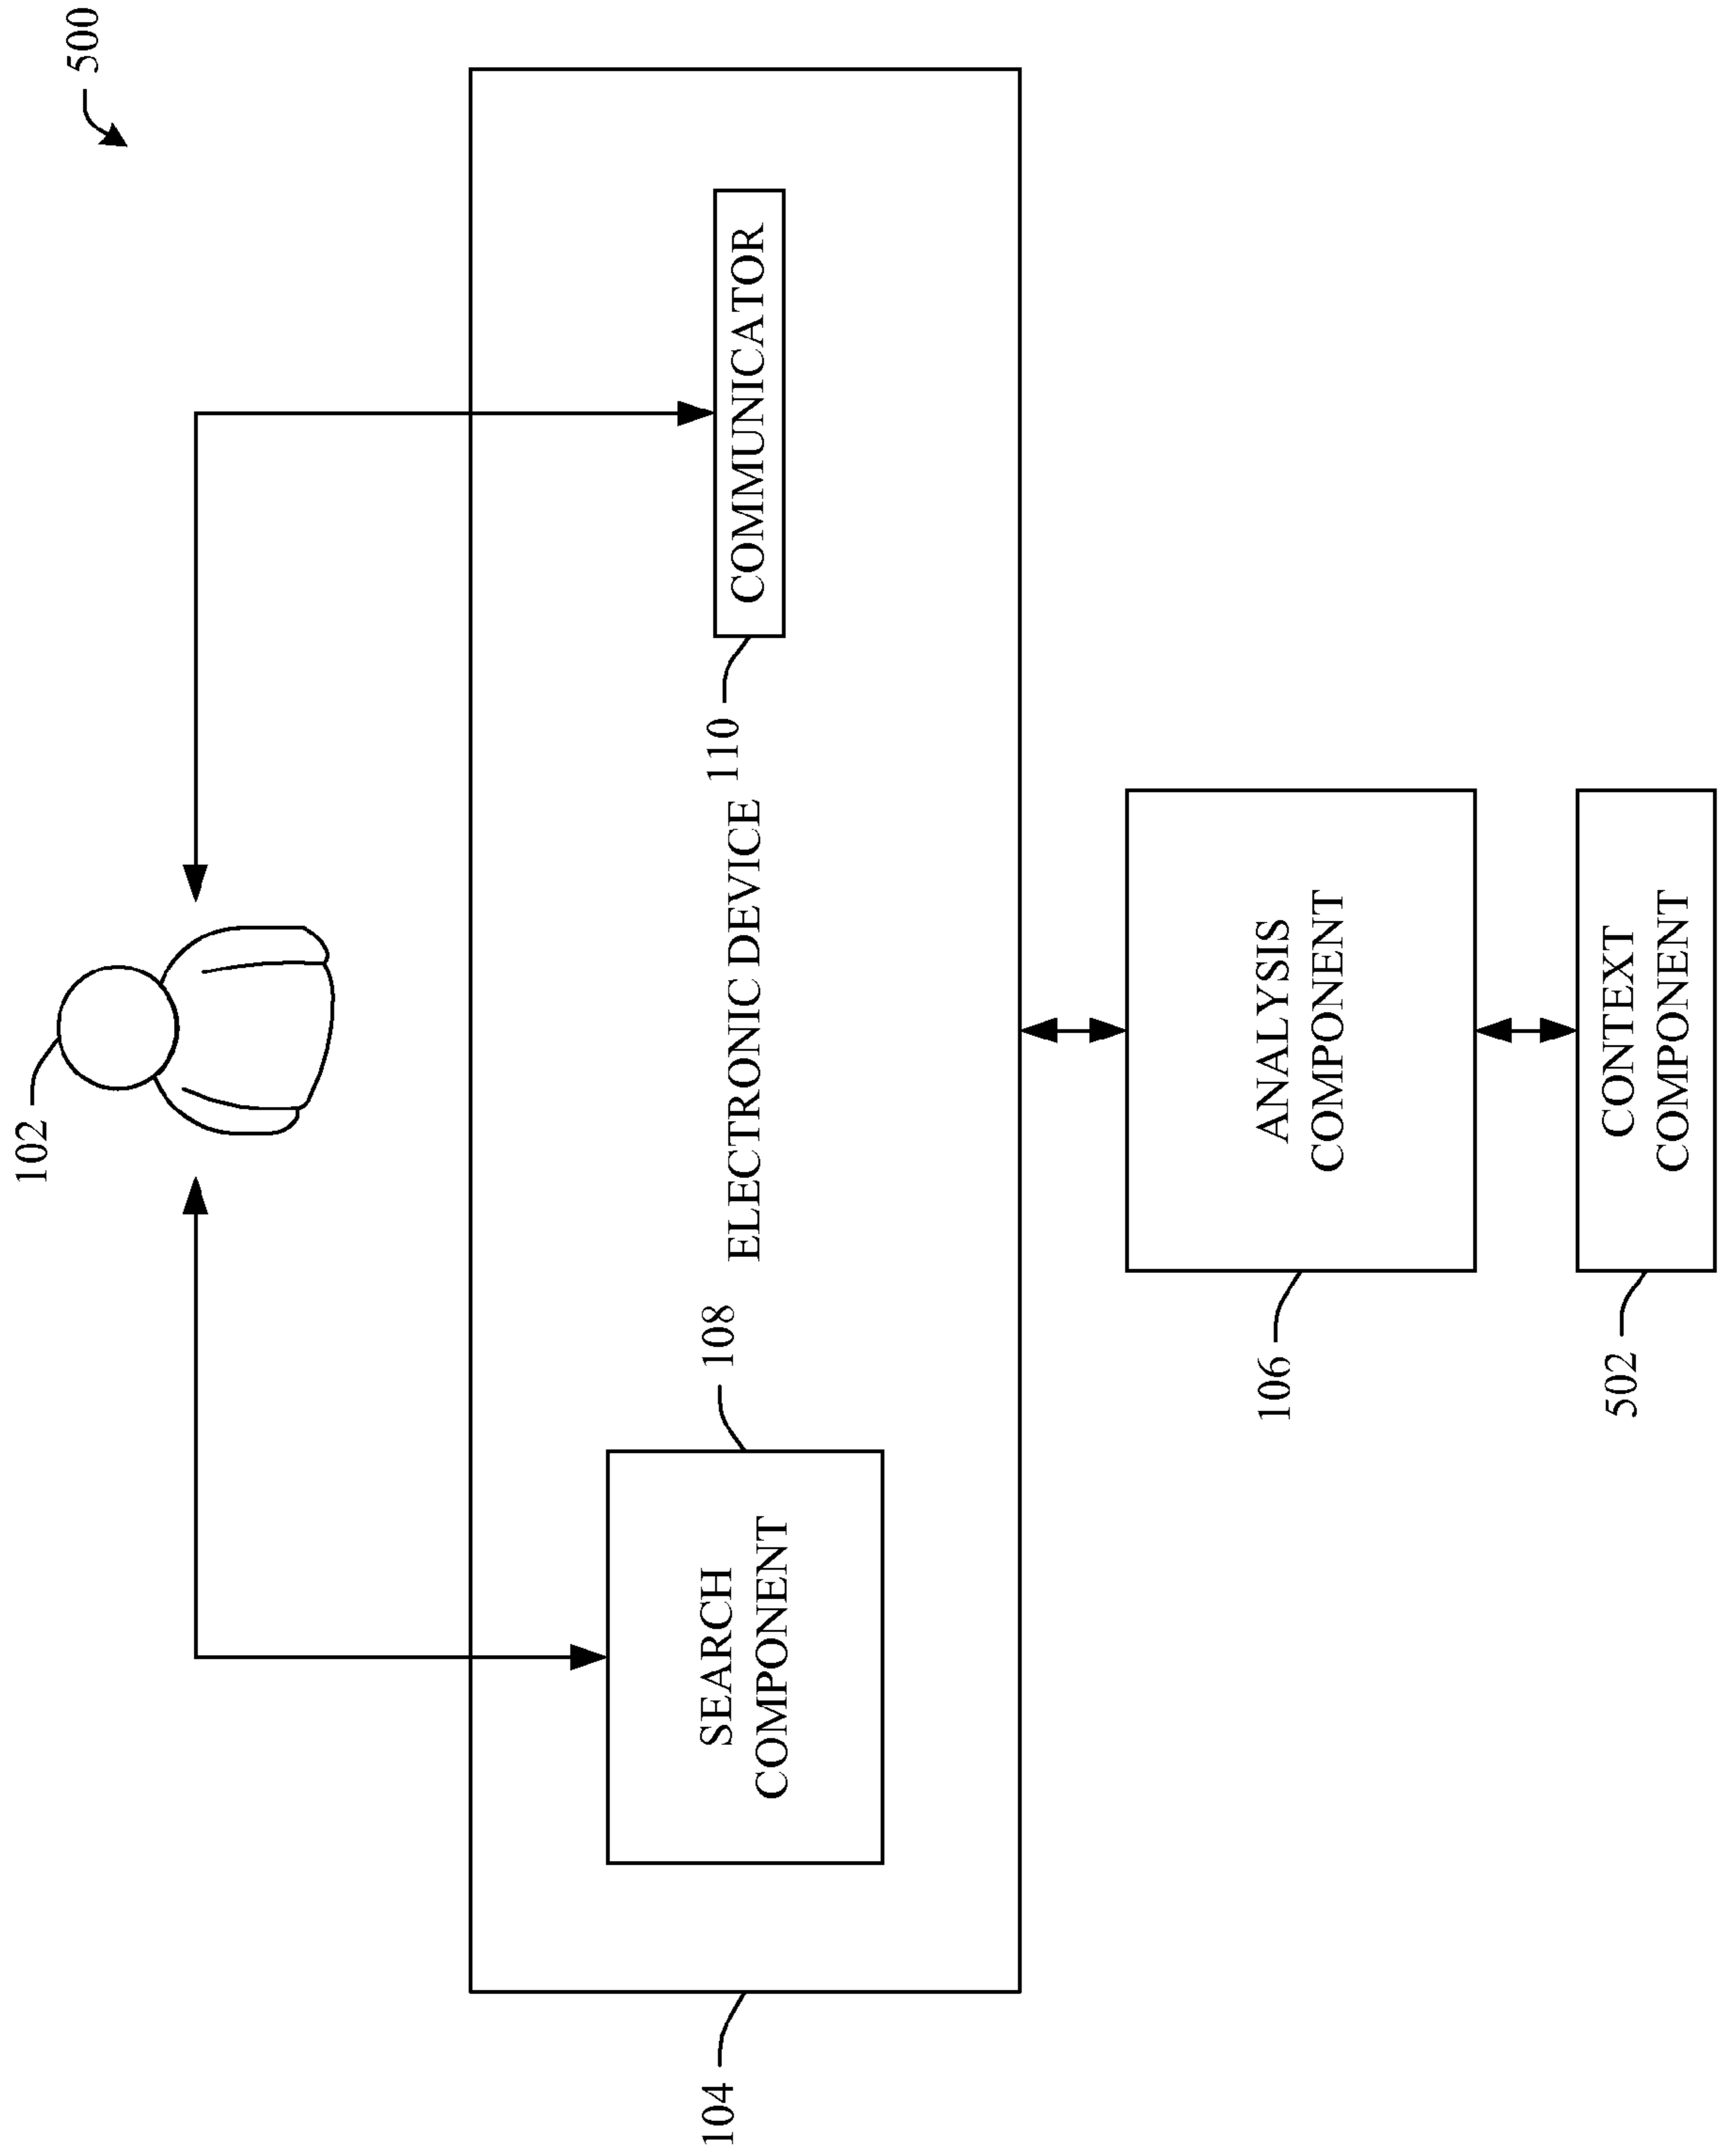 500
102
104
SEARCH
COMPONENT
108
ELECTRONIC DEVICE
110
COMMUNICATOR
106
ANALYSIS
COMPONENT
502
CONTEXT
COMPONENT